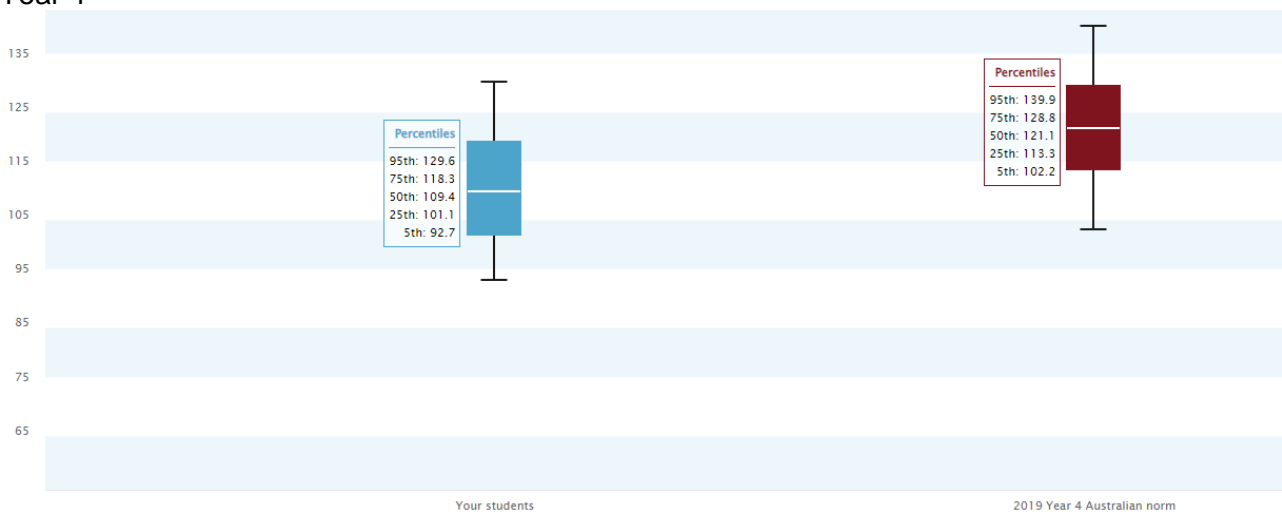 135
125
115
105
95
85
75
65
Percentiles
95th: 129.6
75th: 118.3
50th: 109.4
25th: 101.1
5th: 92.7
Percentiles
95th: 139.9
75th: 128.8
50th: 121.1
25th: 113.3
5th: 102.2
Your students
2019 Year 4 Australian norm